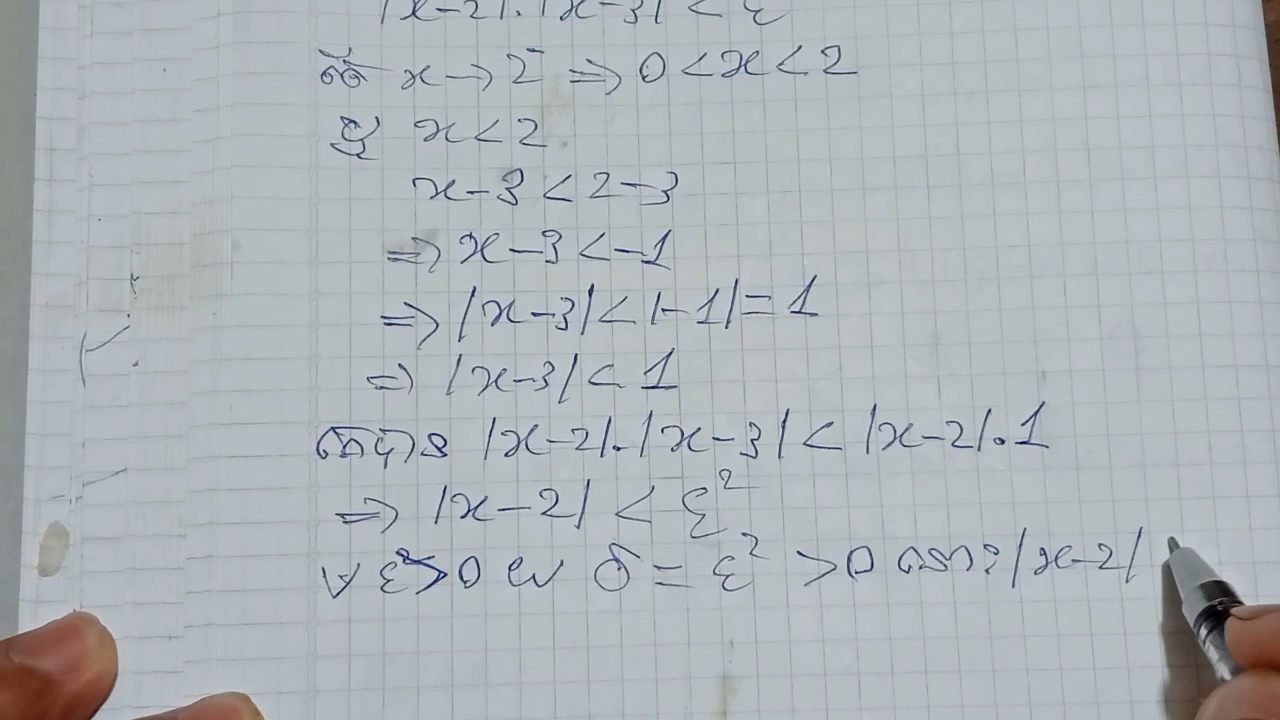 |x-2|.|x-3| < ε
x → 2⁻ ⇒ 0 < x < 2
x < 2
x-3 < 2-3
⇒ x-3 < -1
⇒ |x-3| < |-1| = 1
⇒ |x-3| < 1
|x-2|.|x-3| < |x-2|.1
⇒ |x-2| < ε²
∀ ε²>0 δ = ε² > 0 |x-2|